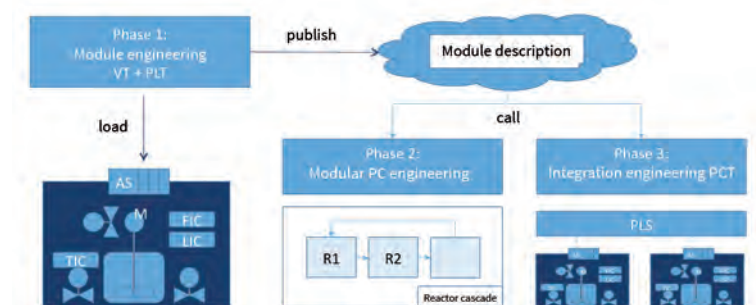 Phase 1:
Module engineering
VT + PLT
publish
Module description
load
call
Phase 2:
Modular PC engineering
Phase 3:
Integration engineering PCT
AS
M
FIC
LIC
TIC
R1
R2
Reactor cascade
PLS